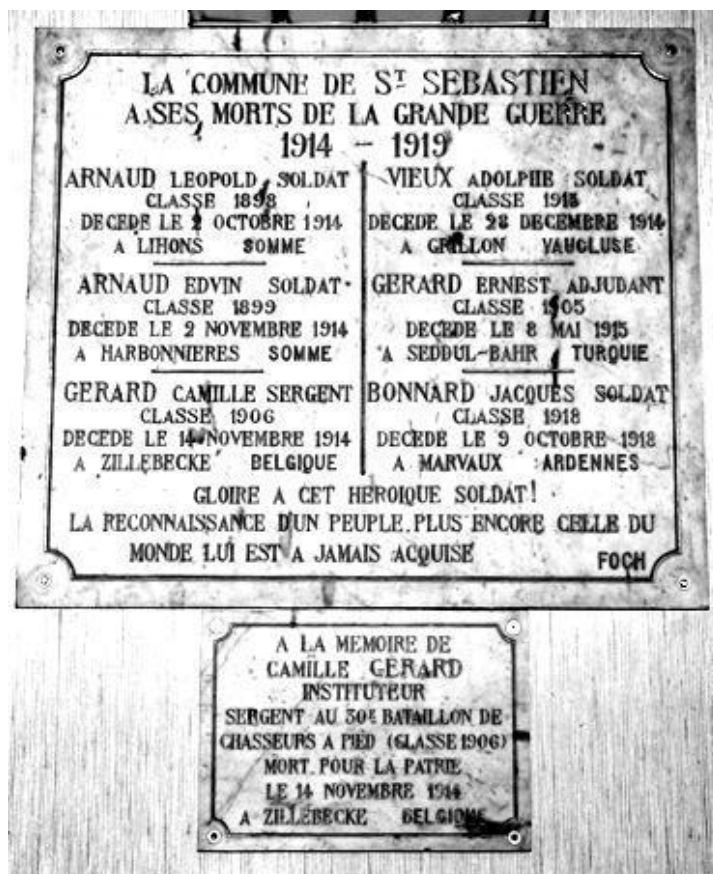 LA COMMUNE DE ST SEBASTIEN
A SES MORTS DE LA GRANDE GUERRE
1914 - 1919
ARNAUD LEOPOLD SOLDAT
CLASSE 1898
DECEDE LE 2 OCTOBRE 1914
A LIHONS SOMME
ARNAUD EDVIN SOLDAT
CLASSE 1899
DECEDE LE 2 NOVEMBRE 1914
A HARBONNIERES SOMME
GERARD CAMILLE SERGENT
CLASSE 1906
DECEDE LE 14 NOVEMBRE 1914
A ZILLEBECKE BELGIQUE
VIEUX ADOLPHE SOLDAT
CLASSE 1913
DECEDE LE 28 DECEMBRE 1914
A GRILLON VAUCLUSE
GERARD ERNEST ADJUDANT
CLASSE 1905
DECEDE LE 8 MAI 1915
A SEDDUL-BAHR TURQUIE
BONNARD JACQUES SOLDAT
CLASSE 1918
DECEDE LE 9 OCTOBRE 1918
A MARVAUX ARDENNES
GLOIRE A CET HEROIQUE SOLDAT!
LA RECONNAISSANCE D'UN PEUPLE. PLUS ENCORE CELLE DU
MONDE LUI EST A JAMAIS ACQUISE
FOCH
A LA MEMOIRE DE
CAMILLE GERARD
INSTITUTEUR
SERGENT AU 30E BATAILLON DE
CHASSEURS A PIED (CLASSE 1906)
MORT POUR LA PATRIE
LE 14 NOVEMBRE 1914
A ZILLEBECKE BELGIQUE